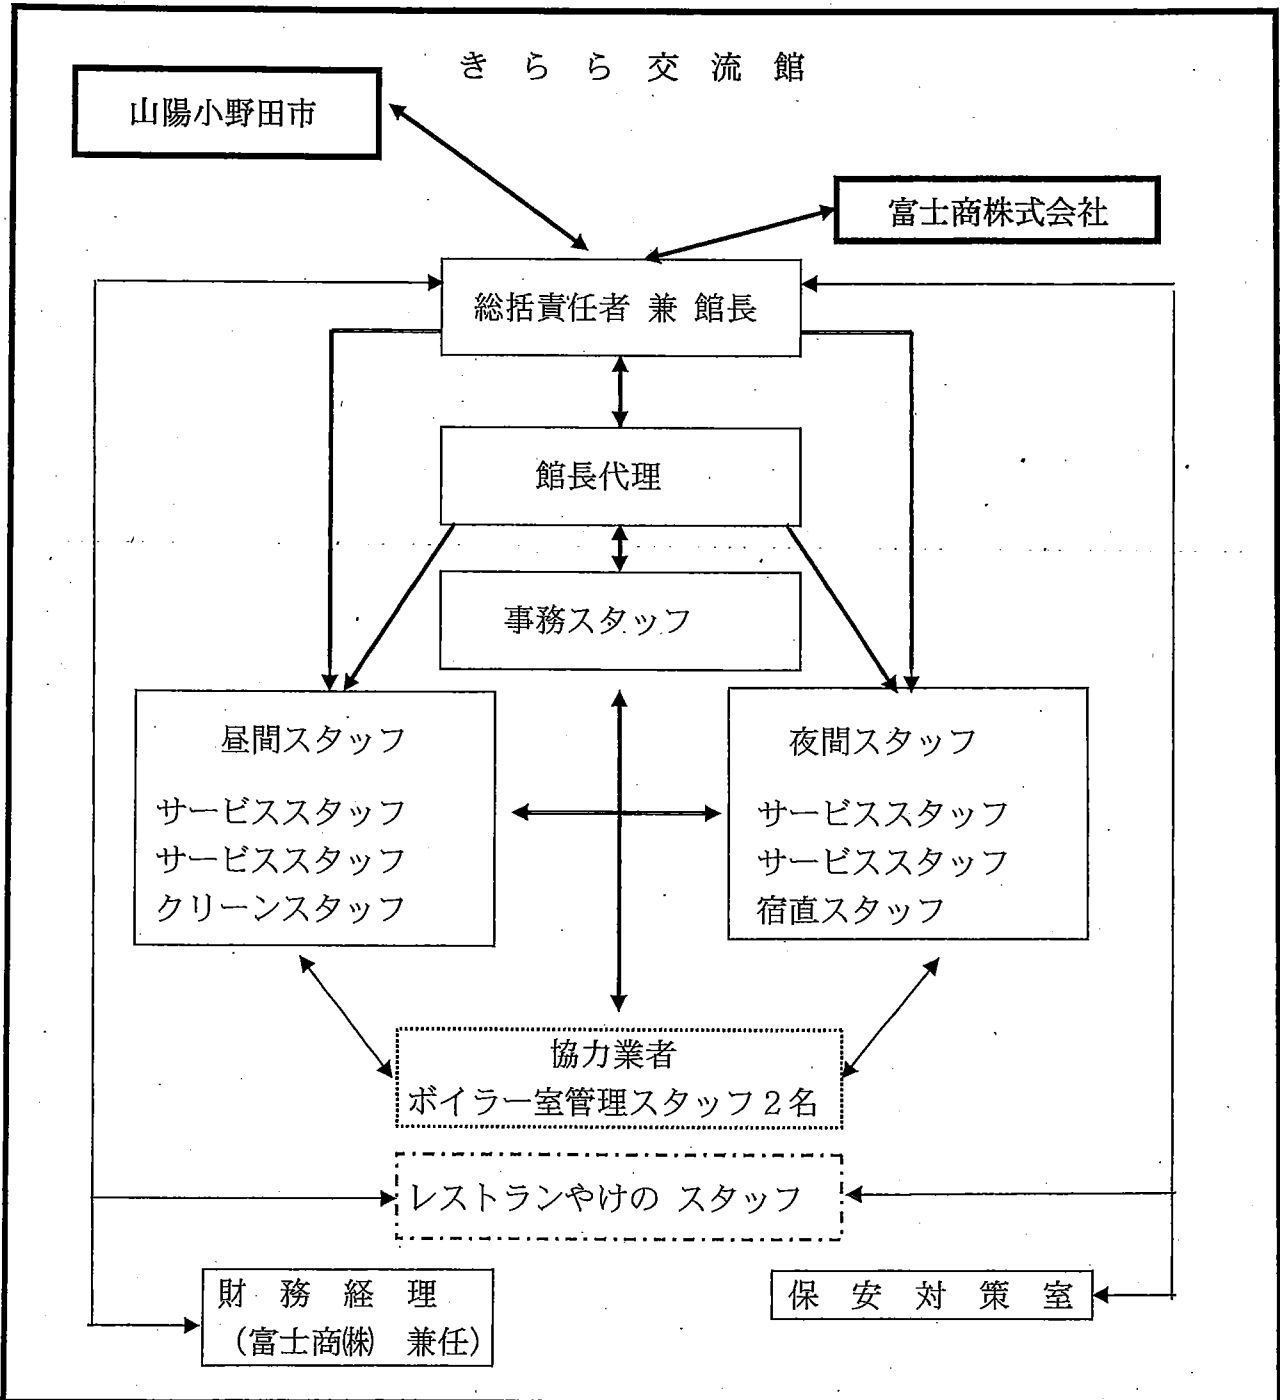 きらら交流館
山陽小野田市
富士商株式会社
総括責任者 兼 館長
館長代理
事務スタッフ
昼間スタッフ
サービススタッフ
サービススタッフ
クリーンスタッフ
夜間スタッフ
サービススタッフ
サービススタッフ
宿直スタッフ
協力業者
ボイラー室管理スタッフ２名
レストランやけの スタッフ
財務経理
（富士商㈱ 兼任）
保安対策室